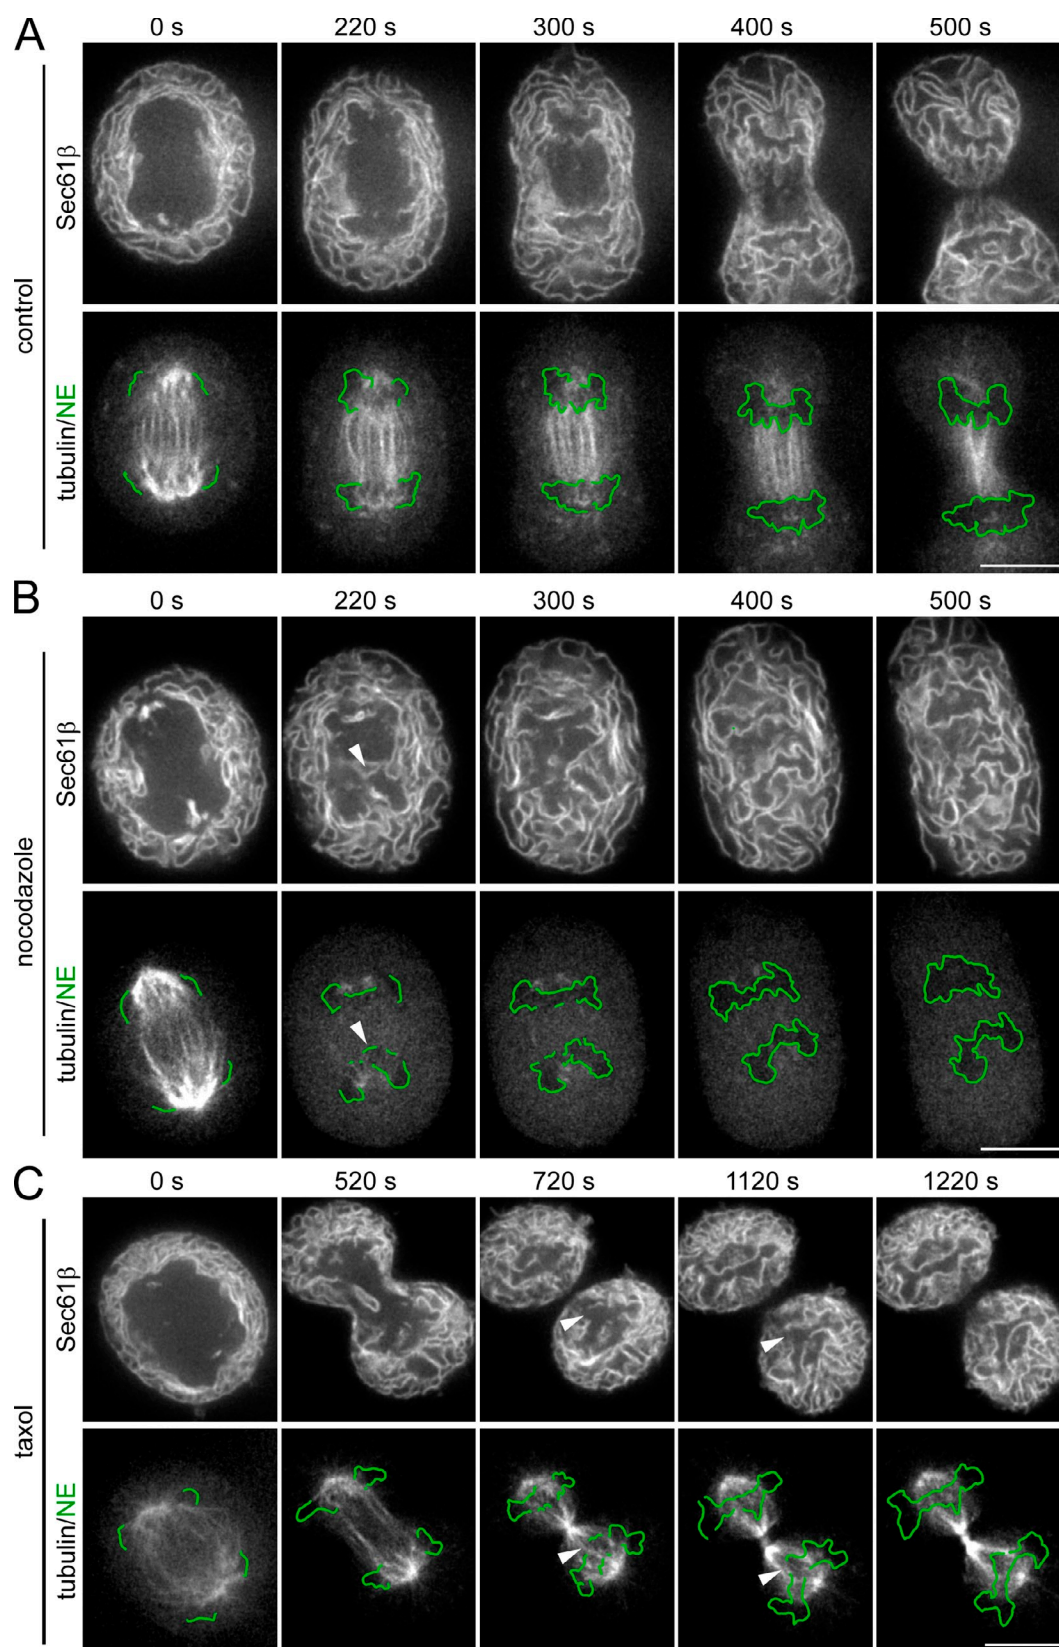 A
0 s 220 s 300 s 400 s 500 s
control
Sec61β
tubulin/NE
B
0 s 220 s 300 s 400 s 500 s
nocodazole
Sec61β
tubulin/NE
C
0 s 520 s 720 s 1120 s 1220 s
taxol
Sec61β
tubulin/NE